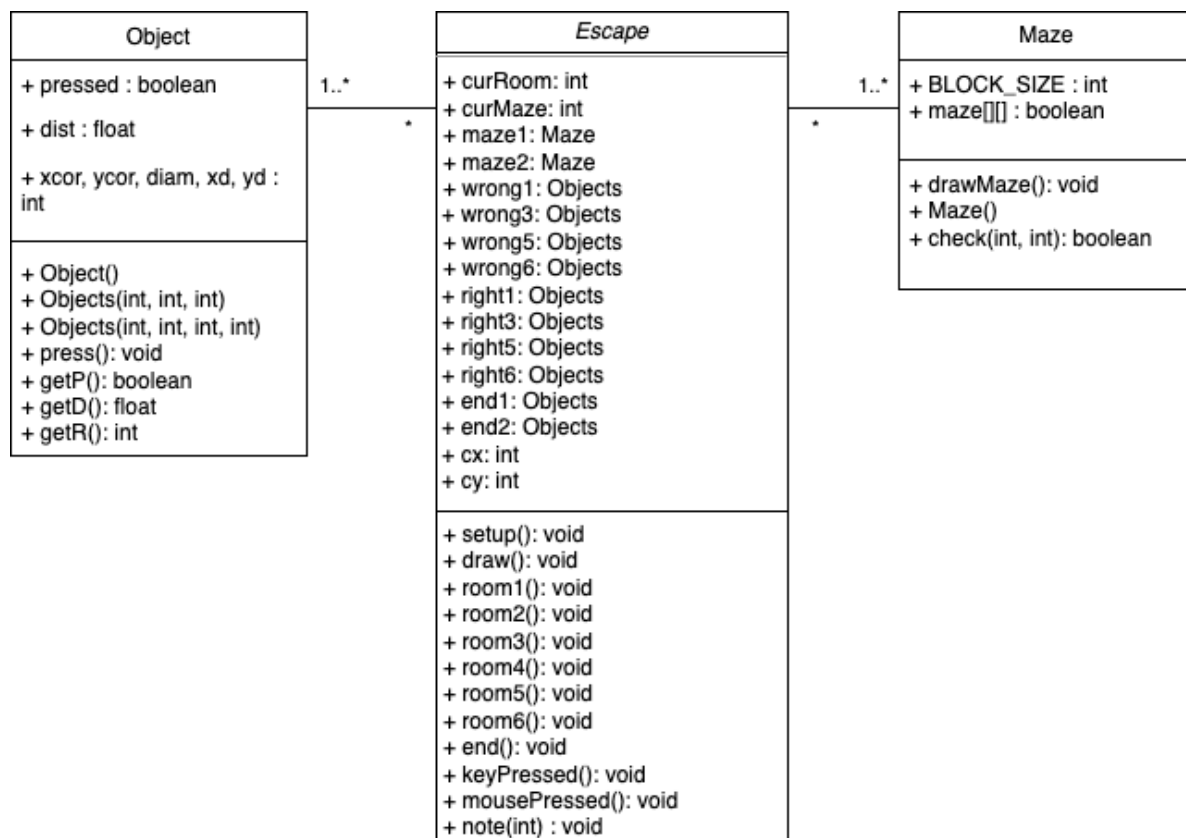 Object
+ pressed : boolean
+ dist : float
+ xcor, ycor, diam, xd, yd :
int
+ Object()
+ Objects(int, int, int)
+ Objects(int, int, int, int)
+ press(): void
+ getP(): boolean
+ getD(): float
+ getR(): int
1..*
*
Escape
+ curRoom: int
+ curMaze: int
+ maze1: Maze
+ maze2: Maze
+ wrong1: Objects
+ wrong3: Objects
+ wrong5: Objects
+ wrong6: Objects
+ right1: Objects
+ right3: Objects
+ right5: Objects
+ right6: Objects
+ end1: Objects
+ end2: Objects
+ cx: int
+ cy: int
+ setup(): void
+ draw(): void
+ room1(): void
+ room2(): void
+ room3(): void
+ room4(): void
+ room5(): void
+ room6(): void
+ end(): void
+ keyPressed(): void
+ mousePressed(): void
+ note(int) : void
1..*
*
Maze
+ BLOCK_SIZE : int
+ maze[][] : boolean
+ drawMaze(): void
+ Maze()
+ check(int, int): boolean